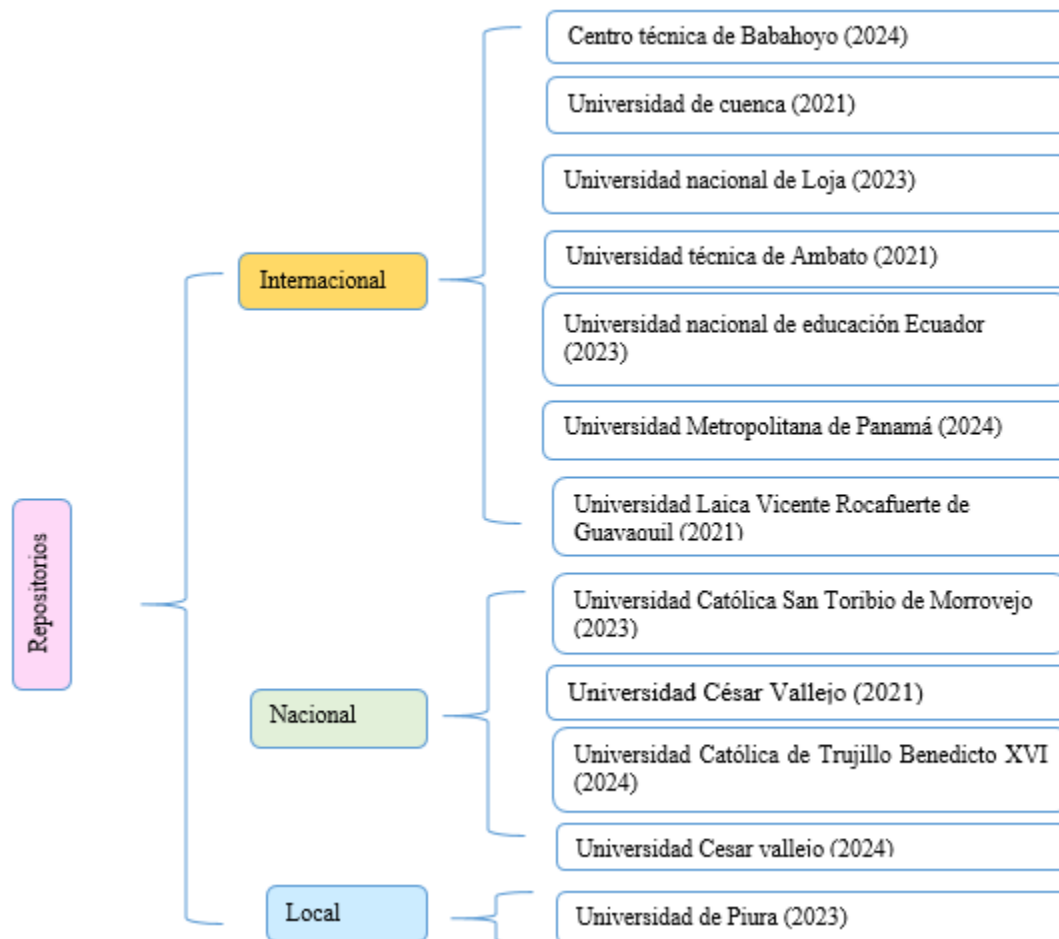 Centro técnica de Babahoyo (2024)
Universidad de cuenca (2021)
Universidad nacional de Loja (2023)
Universidad técnica de Ambato (2021)
Internacional
Universidad nacional de educación Ecuador
(2023)
Universidad Metropolitana de Panamá (2024)
Universidad Laica Vicente Rocafuerte de
Guayaquil (2021)
Repositorios
Universidad Católica San Toribio de Morrovejo
(2023)
Universidad César Vallejo (2021)
Nacional
Universidad Católica de Trujillo Benedicto XVI
(2024)
Universidad Cesar vallejo (2024)
Local
Universidad de Piura (2023)